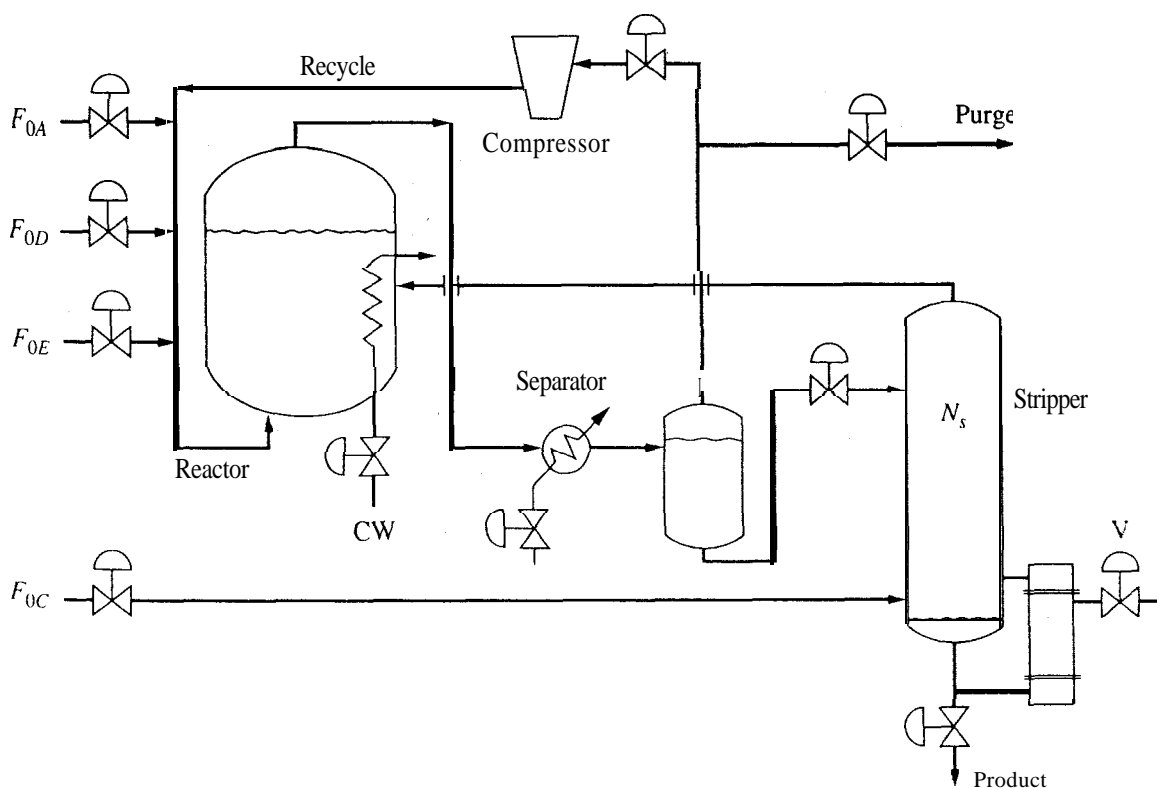 Recycle
Compressor
Purge
F0A
F0D
F0E
Separator
Stripper
Ns
Reactor
CW
V
F0C
Product